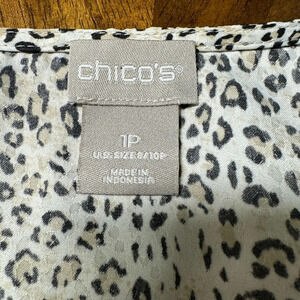 chico's®
1P
U.S. SIZE 8/10P
MADE IN
INDONESIA